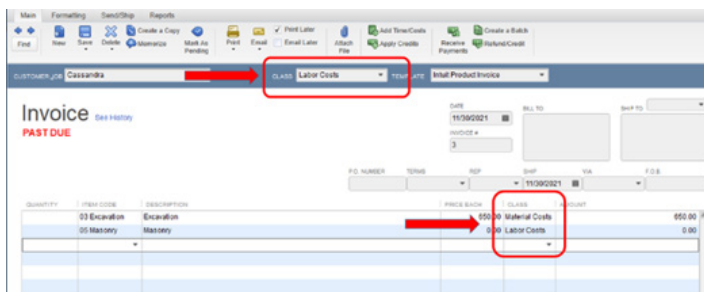 Main Formatting Send/Ship Reports
Find New Save Delete Create a Copy Memorize Mark As Pending Print Email Print Later Email Later Attach File Add Time/Costs Apply Credits Receive Payments Create a Batch Refund/Credit
CUSTOMER:JOB Cassandra CLASS Labor Costs TEMPLATE Intuit Product Invoice
Invoice See History
PAST DUE
DATE BILL TO SHIP TO
11/30/2021
INVOICE #
3
P.O. NUMBER TERMS REP SHIP VIA F.O.B.
11/30/2021
QUANTITY ITEM CODE DESCRIPTION PRICE EACH CLASS AMOUNT
03 Excavation Excavation 650.00 Material Costs 650.00
05 Masonry Masonry 0.00 Labor Costs 0.00